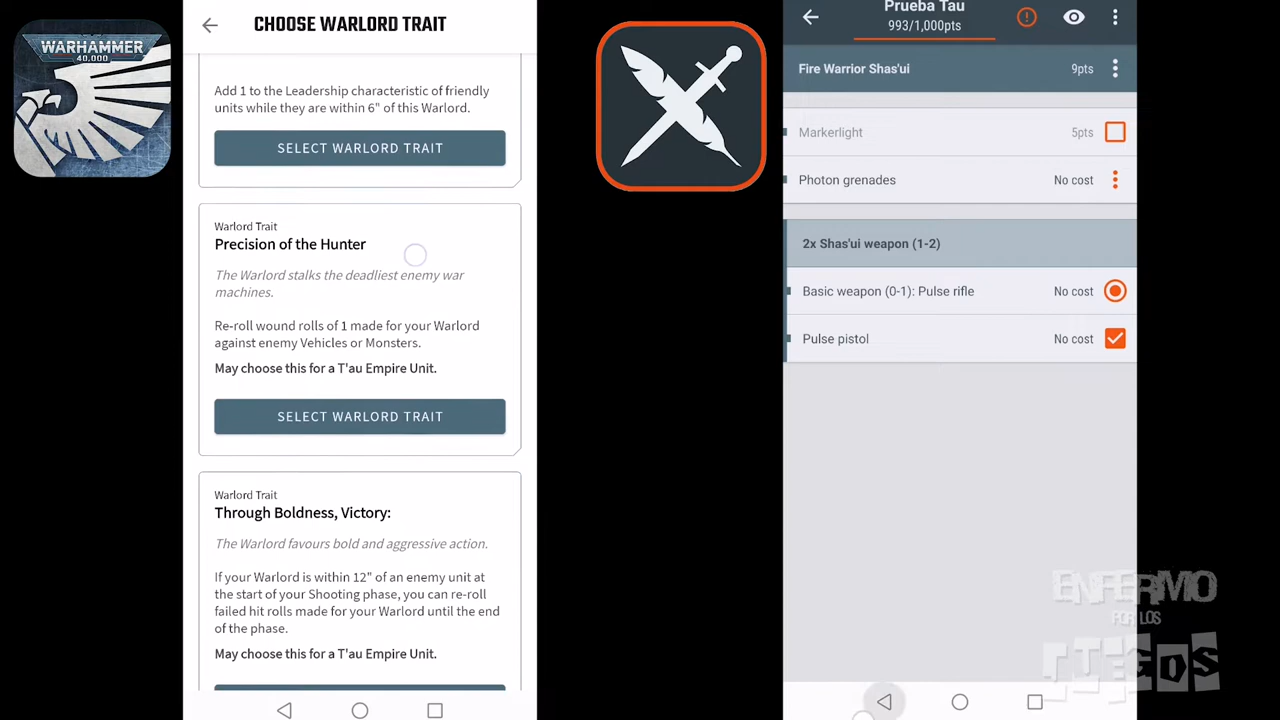 WARHAMMER
40,000
CHOOSE WARLORD TRAIT
Add 1 to the Leadership characteristic of friendly
units while they are within 6" of this Warlord.
SELECT WARLORD TRAIT
Warlord Trait
Precision of the Hunter
The Warlord stalks the deadliest enemy war
machines.
Re-roll wound rolls of 1 made for your Warlord
against enemy Vehicles or Monsters.
May choose this for a T'au Empire Unit.
SELECT WARLORD TRAIT
Warlord Trait
Through Boldness, Victory:
The Warlord favours bold and aggressive action.
If your Warlord is within 12" of an enemy unit at
the start of your Shooting phase, you can re-roll
failed hit rolls made for your Warlord until the end
of the phase.
May choose this for a T'au Empire Unit.
Prueba Tau
993/1,000pts
Fire Warrior Shas'ui 9pts
Markerlight 5pts
Photon grenades No cost
2x Shas'ui weapon (1-2)
Basic weapon (0-1): Pulse rifle No cost
Pulse pistol No cost
ENFERMO
POR LOS